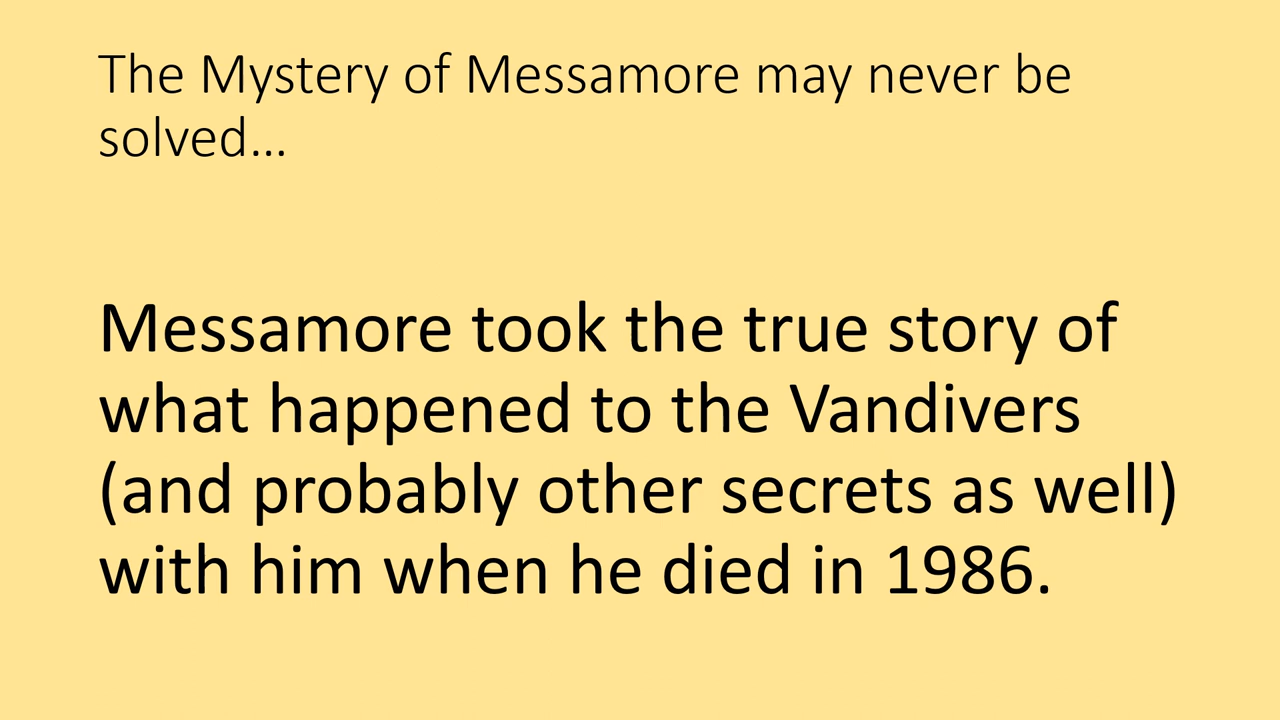 The Mystery of Messamore may never be
solved…
Messamore took the true story of
what happened to the Vandivers
(and probably other secrets as well)
with him when he died in 1986.